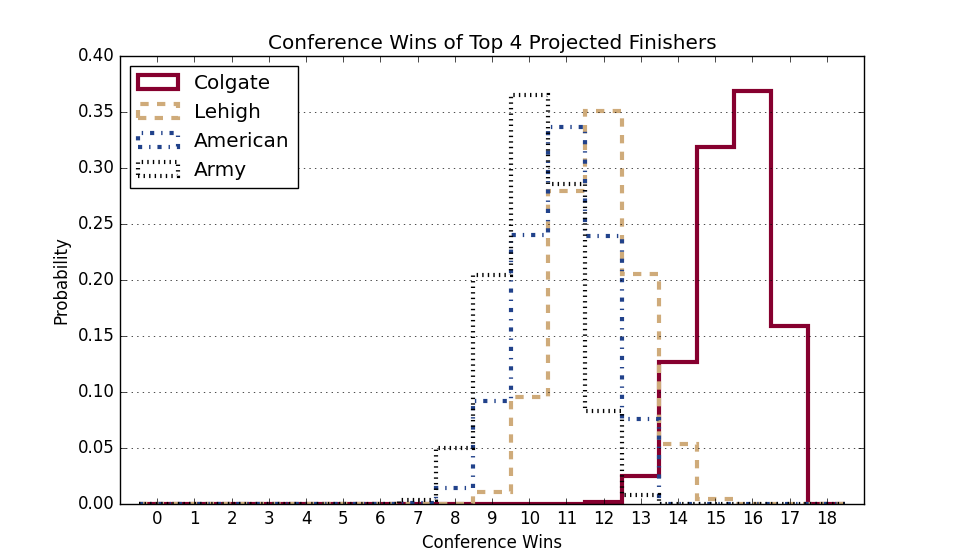 Conference Wins of Top 4 Projected Finishers
0.40
0.35
0.30
0.25
0.20
0.15
0.10
0.05
0.00
Probability
Colgate
Lehigh
American
Army
0 1 2 3 4 5 6 7 8 9 10 11 12 13 14 15 16 17 18
Conference Wins